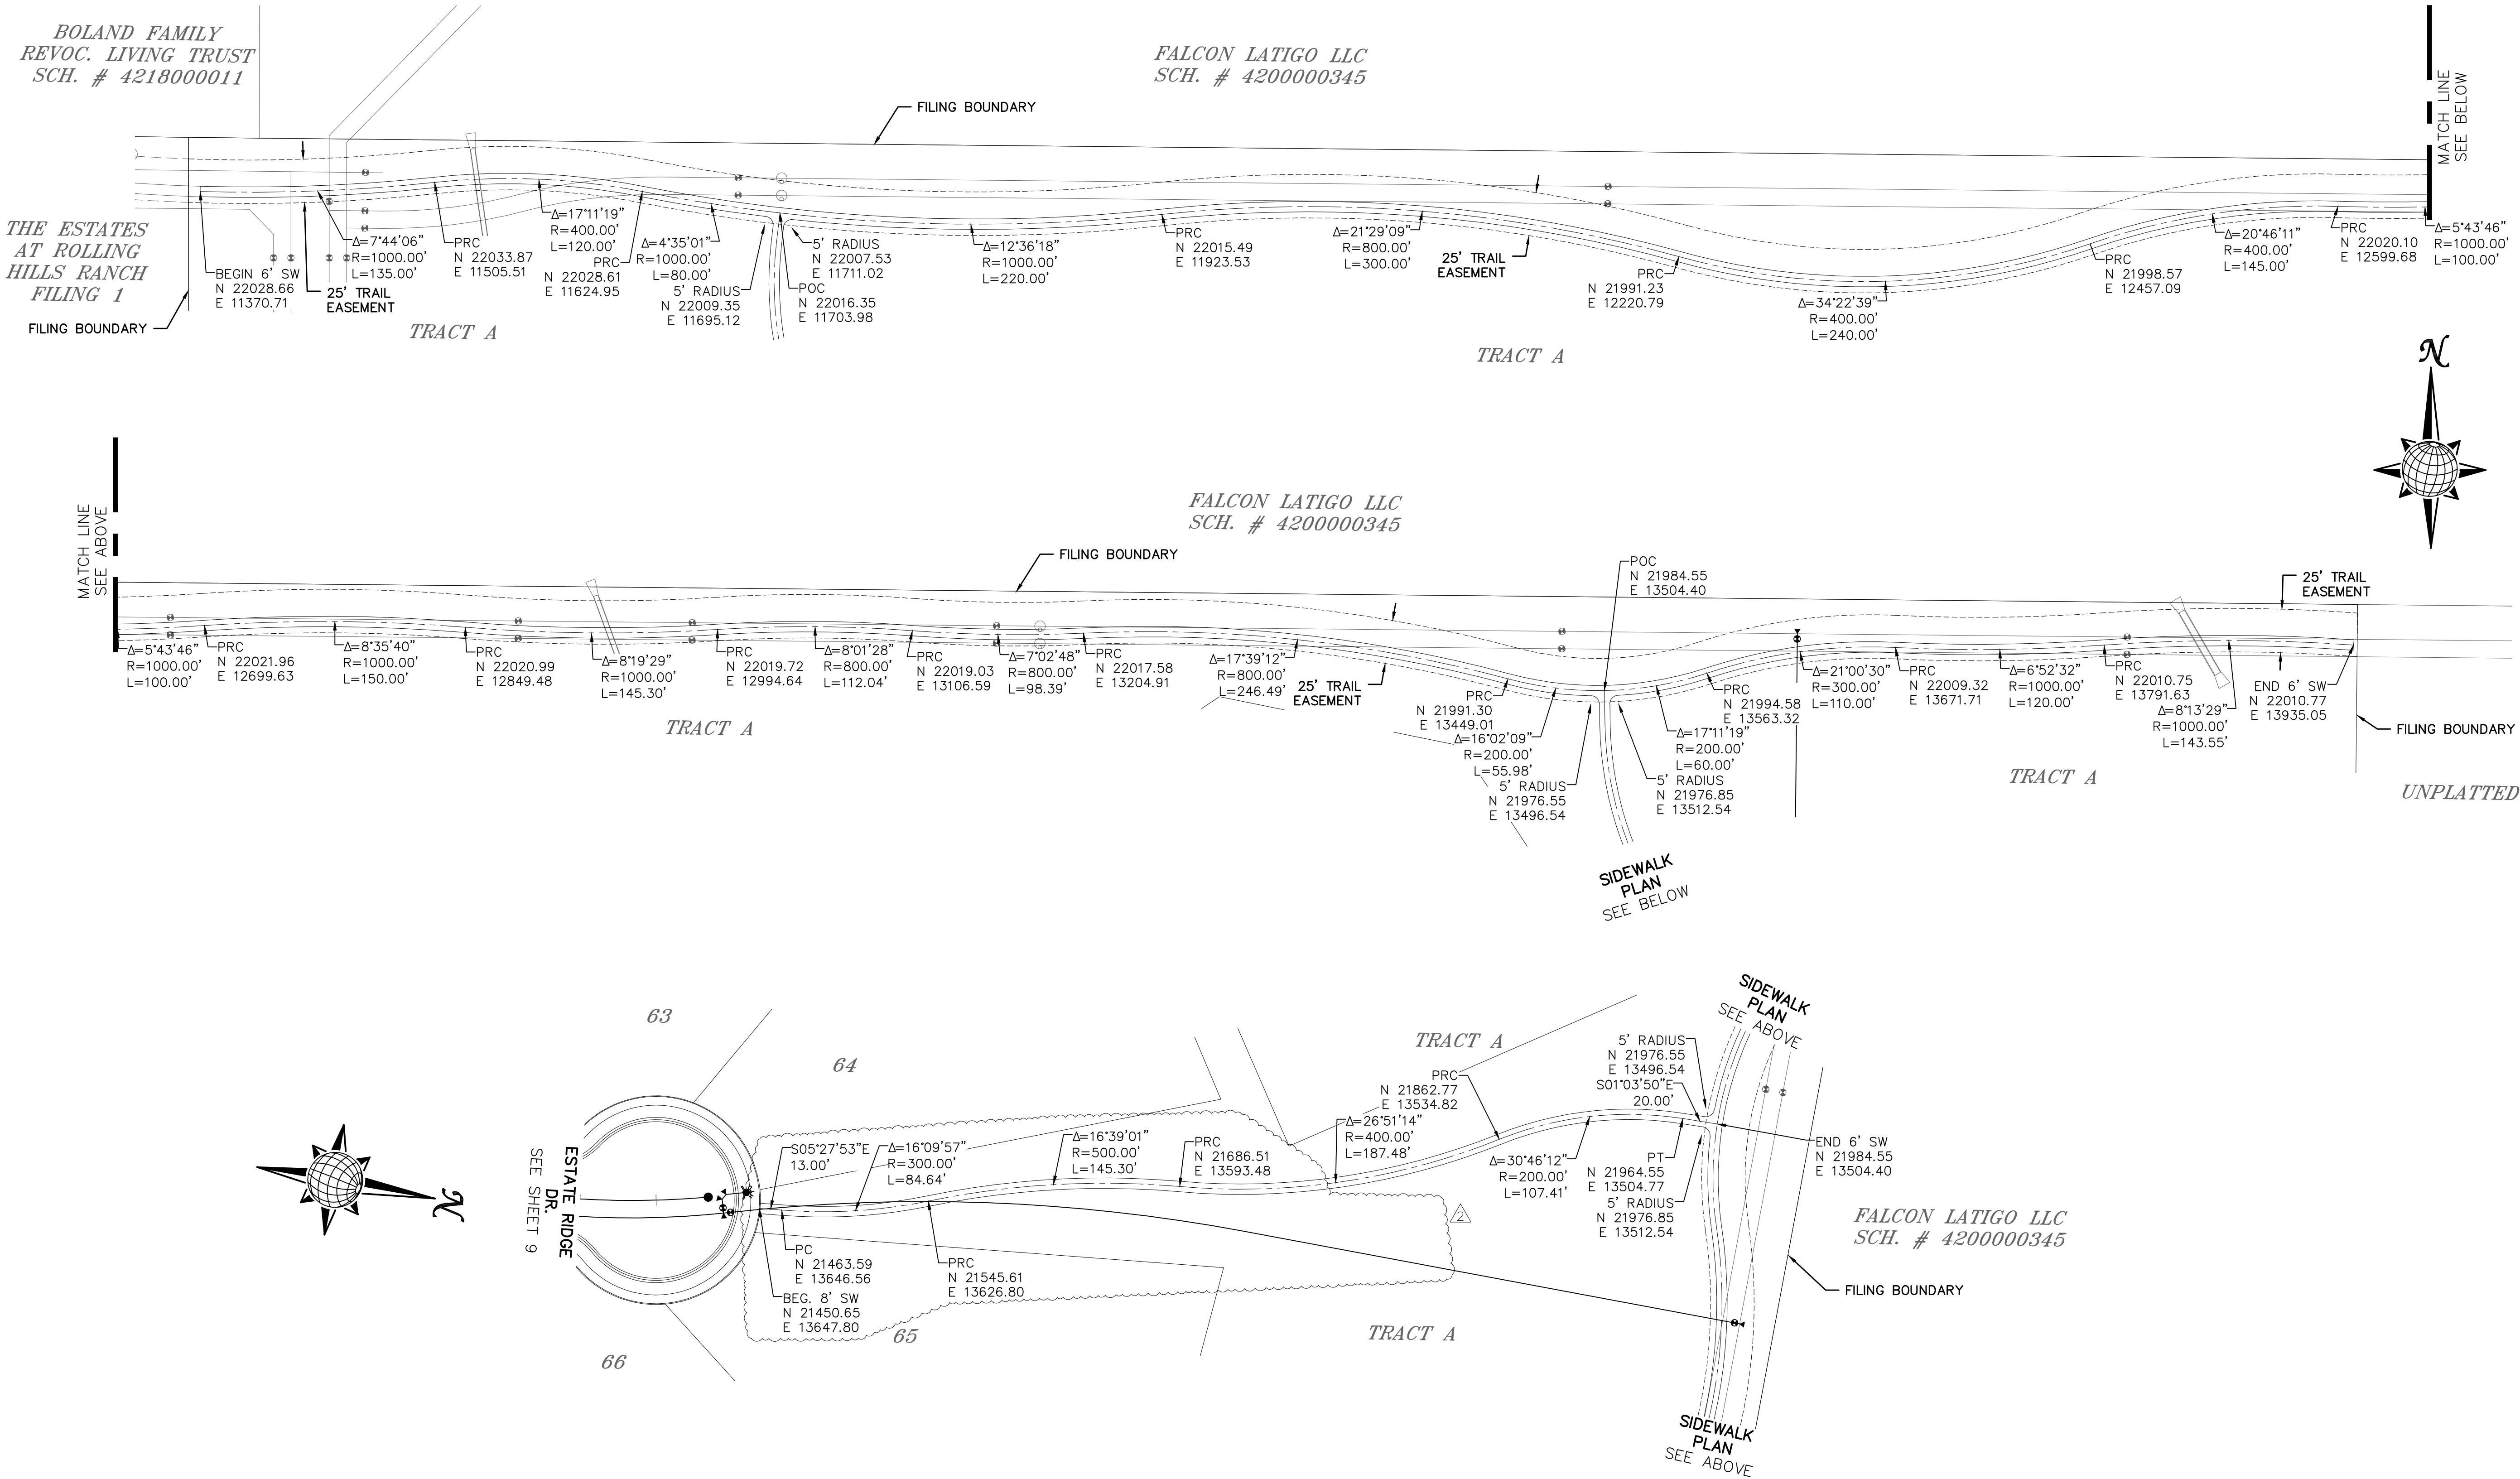 BOLAND FAMILY
REVOC. LIVING TRUST
SCH. # 4218000011
FALCON LATIGO LLC
SCH. # 4200000345
FILING BOUNDARY
MATCH LINE
SEE BELOW
THE ESTATES
AT ROLLING
HILLS RANCH
FILING 1
FILING BOUNDARY
BEGIN 6' SW
N 22028.66
E 11370.71
25' TRAIL
EASEMENT
Δ=7°44'06"
R=1000.00'
L=135.00'
TRACT A
PRC
N 22033.87
E 11505.51
Δ=17°11'19"
R=400.00'
L=120.00'
PRC
N 22028.61
E 11624.95
Δ=4°35'01"
R=1000.00'
L=80.00'
5' RADIUS
N 22009.35
E 11695.12
5' RADIUS
N 22007.53
E 11711.02
POC
N 22016.35
E 11703.98
Δ=12°36'18"
R=1000.00'
L=220.00'
PRC
N 22015.49
E 11923.53
Δ=21°29'09"
R=800.00'
L=300.00'
25' TRAIL
EASEMENT
TRACT A
PRC
N 21991.23
E 12220.79
Δ=34°22'39"
R=400.00'
L=240.00'
PRC
N 21998.57
E 12457.09
Δ=20°46'11"
R=400.00'
L=145.00'
PRC
N 22020.10
E 12599.68
Δ=5°43'46"
R=1000.00'
L=100.00'
N
MATCH LINE
SEE ABOVE
FALCON LATIGO LLC
SCH. # 4200000345
FILING BOUNDARY
Δ=5°43'46"
R=1000.00'
L=100.00'
PRC
N 22021.96
E 12699.63
Δ=8°35'40"
R=1000.00'
L=150.00'
PRC
N 22020.99
E 12849.48
Δ=8°19'29"
R=1000.00'
L=145.30'
TRACT A
PRC
N 22019.72
E 12994.64
Δ=8°01'28"
R=800.00'
L=112.04'
PRC
N 22019.03
E 13106.59
Δ=7°02'48"
R=800.00'
L=98.39'
PRC
N 22017.58
E 13204.91
Δ=17°39'12"
R=800.00'
L=246.49'
25' TRAIL
EASEMENT
PRC
N 21991.30
E 13449.01
Δ=16°02'09"
R=200.00'
L=55.98'
5' RADIUS
N 21976.55
E 13496.54
POC
N 21984.55
E 13504.40
PRC
N 21994.58
E 13563.32
Δ=17°11'19"
R=200.00'
L=60.00'
5' RADIUS
N 21976.85
E 13512.54
Δ=21°00'30"
R=300.00'
L=110.00'
PRC
N 22009.32
E 13671.71
Δ=6°52'32"
R=1000.00'
L=120.00'
PRC
N 22010.75
E 13791.63
Δ=8°13'29"
R=1000.00'
L=143.55'
END 6' SW
N 22010.77
E 13935.05
25' TRAIL
EASEMENT
FILING BOUNDARY
TRACT A
UNPLATTED
SIDEWALK
PLAN
SEE BELOW
63
64
65
66
N
ESTATE RIDGE
DR.
SEE SHEET 9
S05°27'53"E
13.00'
Δ=16°09'57"
R=300.00'
L=84.64'
PC
N 21463.59
E 13646.56
BEG. 8' SW
N 21450.65
E 13647.80
PRC
N 21545.61
E 13626.80
Δ=16°39'01"
R=500.00'
L=145.30'
PRC
N 21686.51
E 13593.48
Δ=26°51'14"
R=400.00'
L=187.48'
TRACT A
PRC
N 21862.77
E 13534.82
Δ=30°46'12"
R=200.00'
L=107.41'
5' RADIUS
N 21976.55
E 13496.54
S01°03'50"E
20.00'
PT
N 21964.55
E 13504.77
5' RADIUS
N 21976.85
E 13512.54
END 6' SW
N 21984.55
E 13504.40
2
SIDEWALK
PLAN
SEE ABOVE
FALCON LATIGO LLC
SCH. # 4200000345
FILING BOUNDARY
TRACT A
SIDEWALK
PLAN
SEE ABOVE